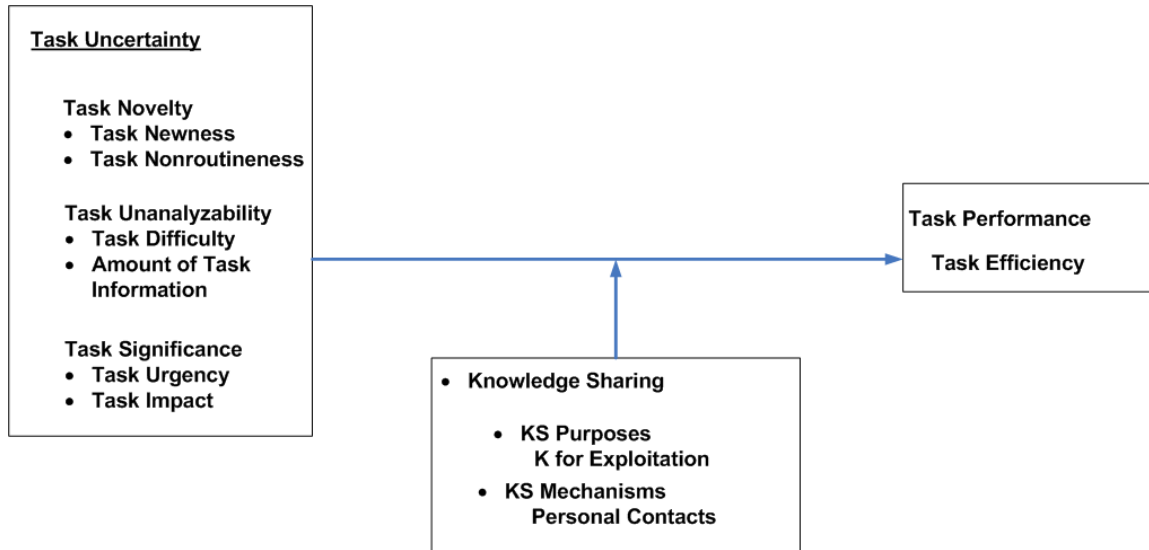 Task Uncertainty
Task Novelty
• Task Newness
• Task Nonroutineness
Task Unanalyzability
• Task Difficulty
• Amount of Task
Information
Task Significance
• Task Urgency
• Task Impact
Task Performance
Task Efficiency
• Knowledge Sharing
• KS Purposes
K for Exploitation
• KS Mechanisms
Personal Contacts